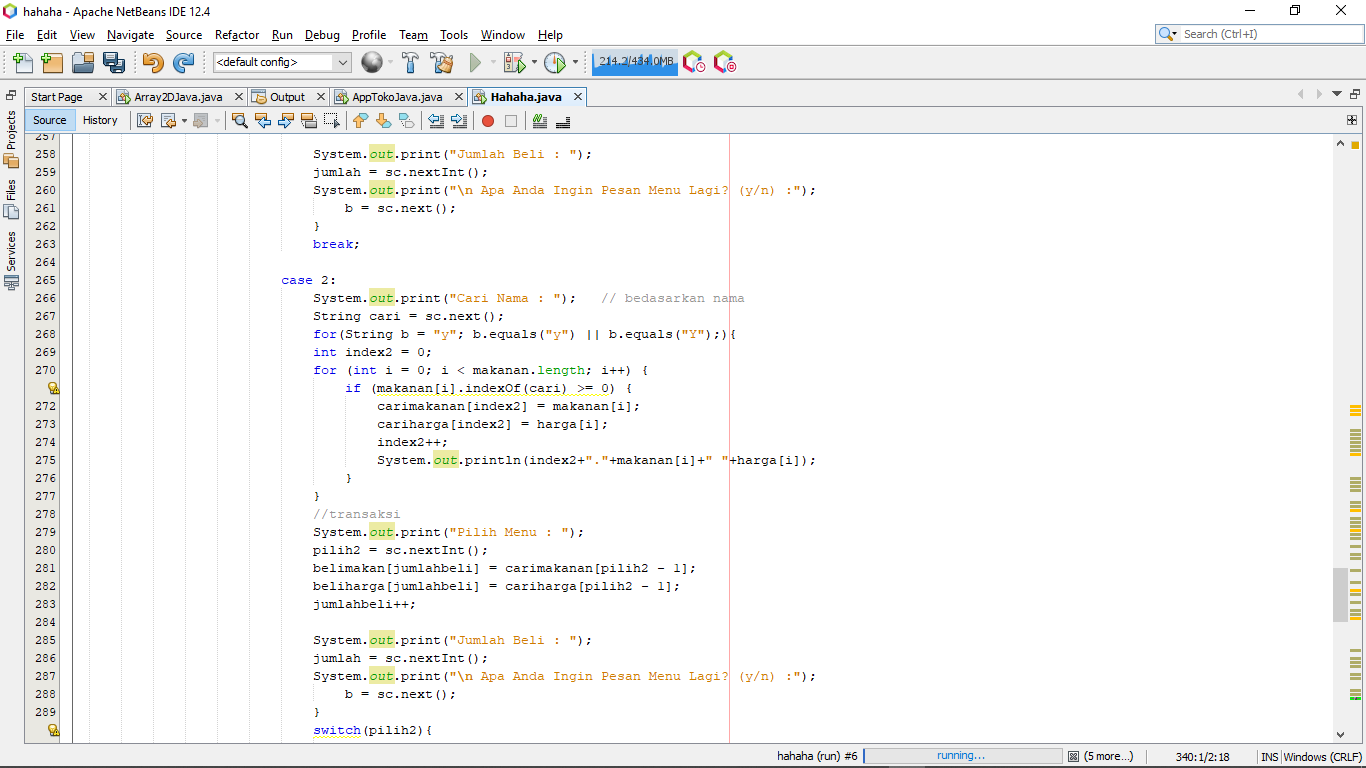 hahaha - Apache NetBeans IDE 12.4
File Edit View Navigate Source Refactor Run Debug Profile Team Tools Window Help
Search (Ctrl+I)
<default config>
214.2/434.0MB
Start Page Array2DJava.java Output AppTokoJava.java Hahaha.java
Source History
Projects
Files
Services
257
258 System.out.print("Jumlah Beli : ");
259 jumlah = sc.nextInt();
260 System.out.print("\n Apa Anda Ingin Pesan Menu Lagi? (y/n) :");
261 b = sc.next();
262 }
263 break;
264
265 case 2:
266 System.out.print("Cari Nama : "); // bedasarkan nama
267 String cari = sc.next();
268 for(String b = "y"; b.equals("y") || b.equals("Y");){
269 int index2 = 0;
270 for (int i = 0; i < makanan.length; i++) {
if (makanan[i].indexOf(cari) >= 0) {
272 carimakanan[index2] = makanan[i];
273 cariharga[index2] = harga[i];
274 index2++;
275 System.out.println(index2+"."+makanan[i]+" "+harga[i]);
276 }
277 }
278 //transaksi
279 System.out.print("Pilih Menu : ");
280 pilih2 = sc.nextInt();
281 belimakan[jumlahbeli] = carimakanan[pilih2 - 1];
282 beliharga[jumlahbeli] = cariharga[pilih2 - 1];
283 jumlahbeli++;
284
285 System.out.print("Jumlah Beli : ");
286 jumlah = sc.nextInt();
287 System.out.print("\n Apa Anda Ingin Pesan Menu Lagi? (y/n) :");
288 b = sc.next();
289 }
switch(pilih2){
hahaha (run) #6 running... (5 more...) 340:1/2:18 INS Windows (CRLF)